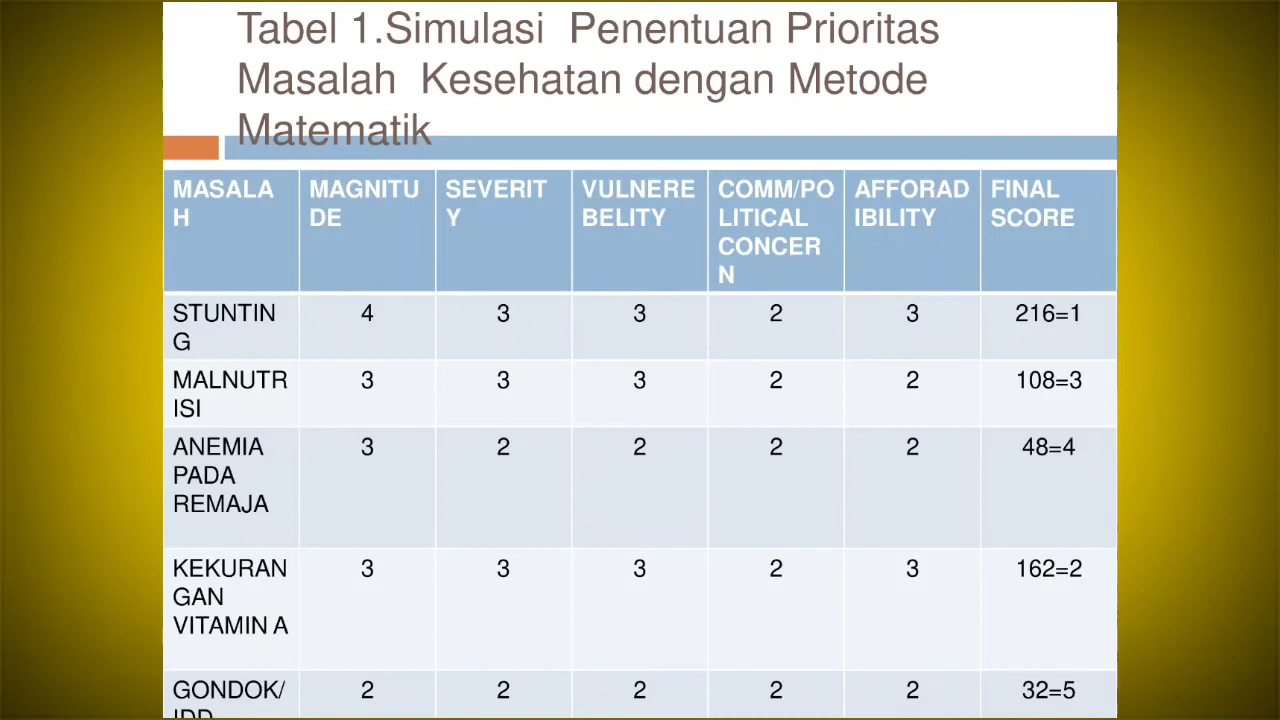 Tabel 1.Simulasi  Penentuan Prioritas
Masalah  Kesehatan dengan Metode
Matematik
MASALA
H
MAGNITU
DE
SEVERIT
Y
VULNERE
BELITY
COMM/PO
LITICAL
CONCER
N
AFFORAD
IBILITY
FINAL
SCORE
STUNTIN
G
4
3
3
2
3
216=1
MALNUTR
ISI
3
3
3
2
2
108=3
ANEMIA
PADA
REMAJA
3
2
2
2
2
48=4
KEKURAN
GAN
VITAMIN A
3
3
3
2
3
162=2
GONDOK/
IDD
2
2
2
2
2
32=5